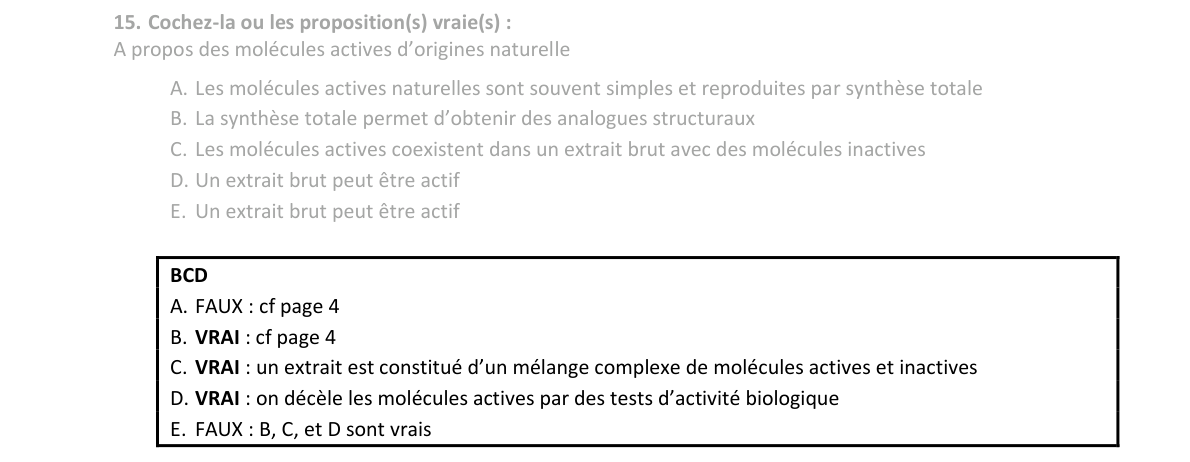 15. Cochez-la ou les proposition(s) vraie(s) :
A propos des molécules actives d’origines naturelle
A. Les molécules actives naturelles sont souvent simples et reproduites par synthèse totale
B. La synthèse totale permet d’obtenir des analogues structuraux
C. Les molécules actives coexistent dans un extrait brut avec des molécules inactives
D. Un extrait brut peut être actif
E. Un extrait brut peut être actif
BCD
A. FAUX : cf page 4
B. VRAI : cf page 4
C. VRAI : un extrait est constitué d’un mélange complexe de molécules actives et inactives
D. VRAI : on décèle les molécules actives par des tests d’activité biologique
E. FAUX : B, C, et D sont vrais